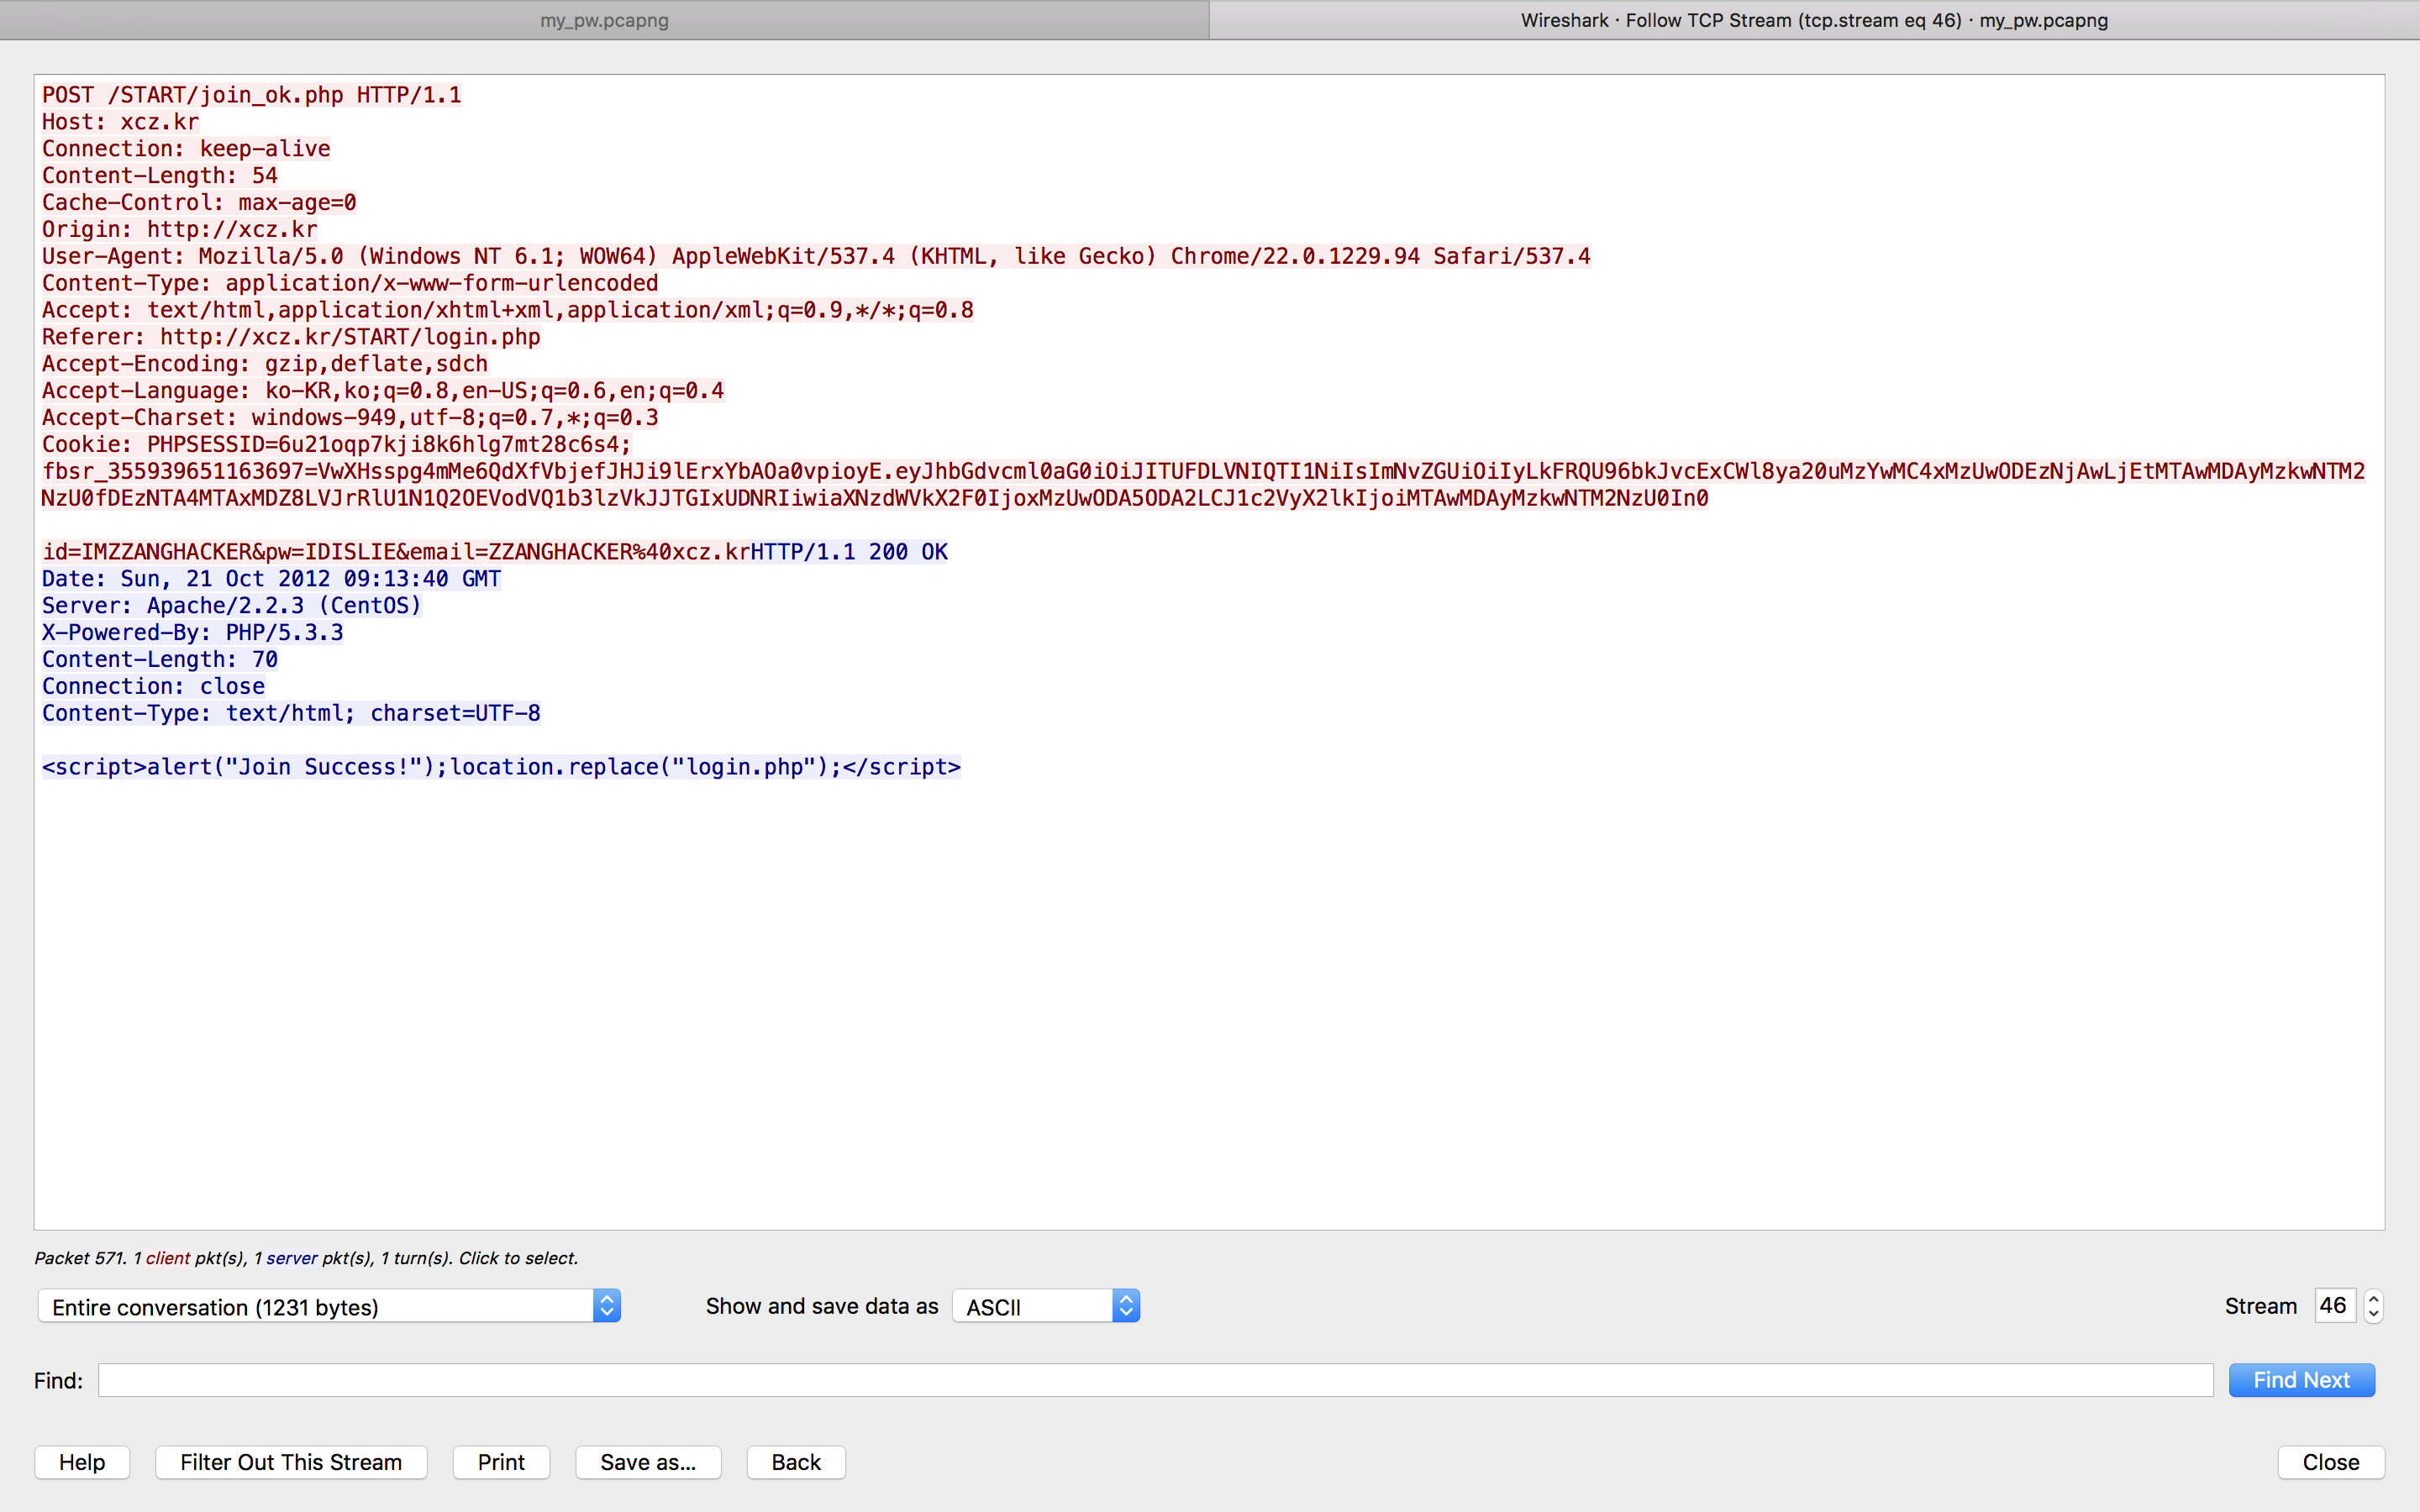 my_pw.pcapng
Wireshark · Follow TCP Stream (tcp.stream eq 46) · my_pw.pcapng
POST /START/join_ok.php HTTP/1.1
Host: xcz.kr
Connection: keep-alive
Content-Length: 54
Cache-Control: max-age=0
Origin: http://xcz.kr
User-Agent: Mozilla/5.0 (Windows NT 6.1; WOW64) AppleWebKit/537.4 (KHTML, like Gecko) Chrome/22.0.1229.94 Safari/537.4
Content-Type: application/x-www-form-urlencoded
Accept: text/html,application/xhtml+xml,application/xml;q=0.9,*/*;q=0.8
Referer: http://xcz.kr/START/login.php
Accept-Encoding: gzip,deflate,sdch
Accept-Language: ko-KR,ko;q=0.8,en-US;q=0.6,en;q=0.4
Accept-Charset: windows-949,utf-8;q=0.7,*;q=0.3
Cookie: PHPSESSID=6u21oqp7kji8k6hlg7mt28c6s4;
fbsr_355939651163697=VwXHsspg4mMe6QdXfVbjefJHJi9lErxYbAOa0vpioyE.eyJhbGdvcml0aG0iOiJITUFDLVNIQTI1NiIsImNvZGUiOiIyLkFRQU96bkJvcExCWl8ya20uMzYwMC4xMzUwODEzNjAwLjEtMTAwMDAyMzkwNTM2
NzU0fDEzNTA4MTAxMDZ8LVJrRlU1N1Q2OEVodVQ1b3lzVkJJTGIxUDNRIiwiaXNzdWVkX2F0IjoxMzUwODA5ODA2LCJ1c2VyX2lkIjoiMTAwMDAyMzkwNTM2NzU0In0
id=IMZZANGHACKER&pw=IDISLIE&email=ZZANGHACKER%40xcz.krHTTP/1.1 200 OK
Date: Sun, 21 Oct 2012 09:13:40 GMT
Server: Apache/2.2.3 (CentOS)
X-Powered-By: PHP/5.3.3
Content-Length: 70
Connection: close
Content-Type: text/html; charset=UTF-8
<script>alert("Join Success!");location.replace("login.php");</script>
Packet 571. 1 client pkt(s), 1 server pkt(s), 1 turn(s). Click to select.
Entire conversation (1231 bytes)
Show and save data as ASCII
Stream 46
Find:
Find Next
Help
Filter Out This Stream
Print
Save as...
Back
Close